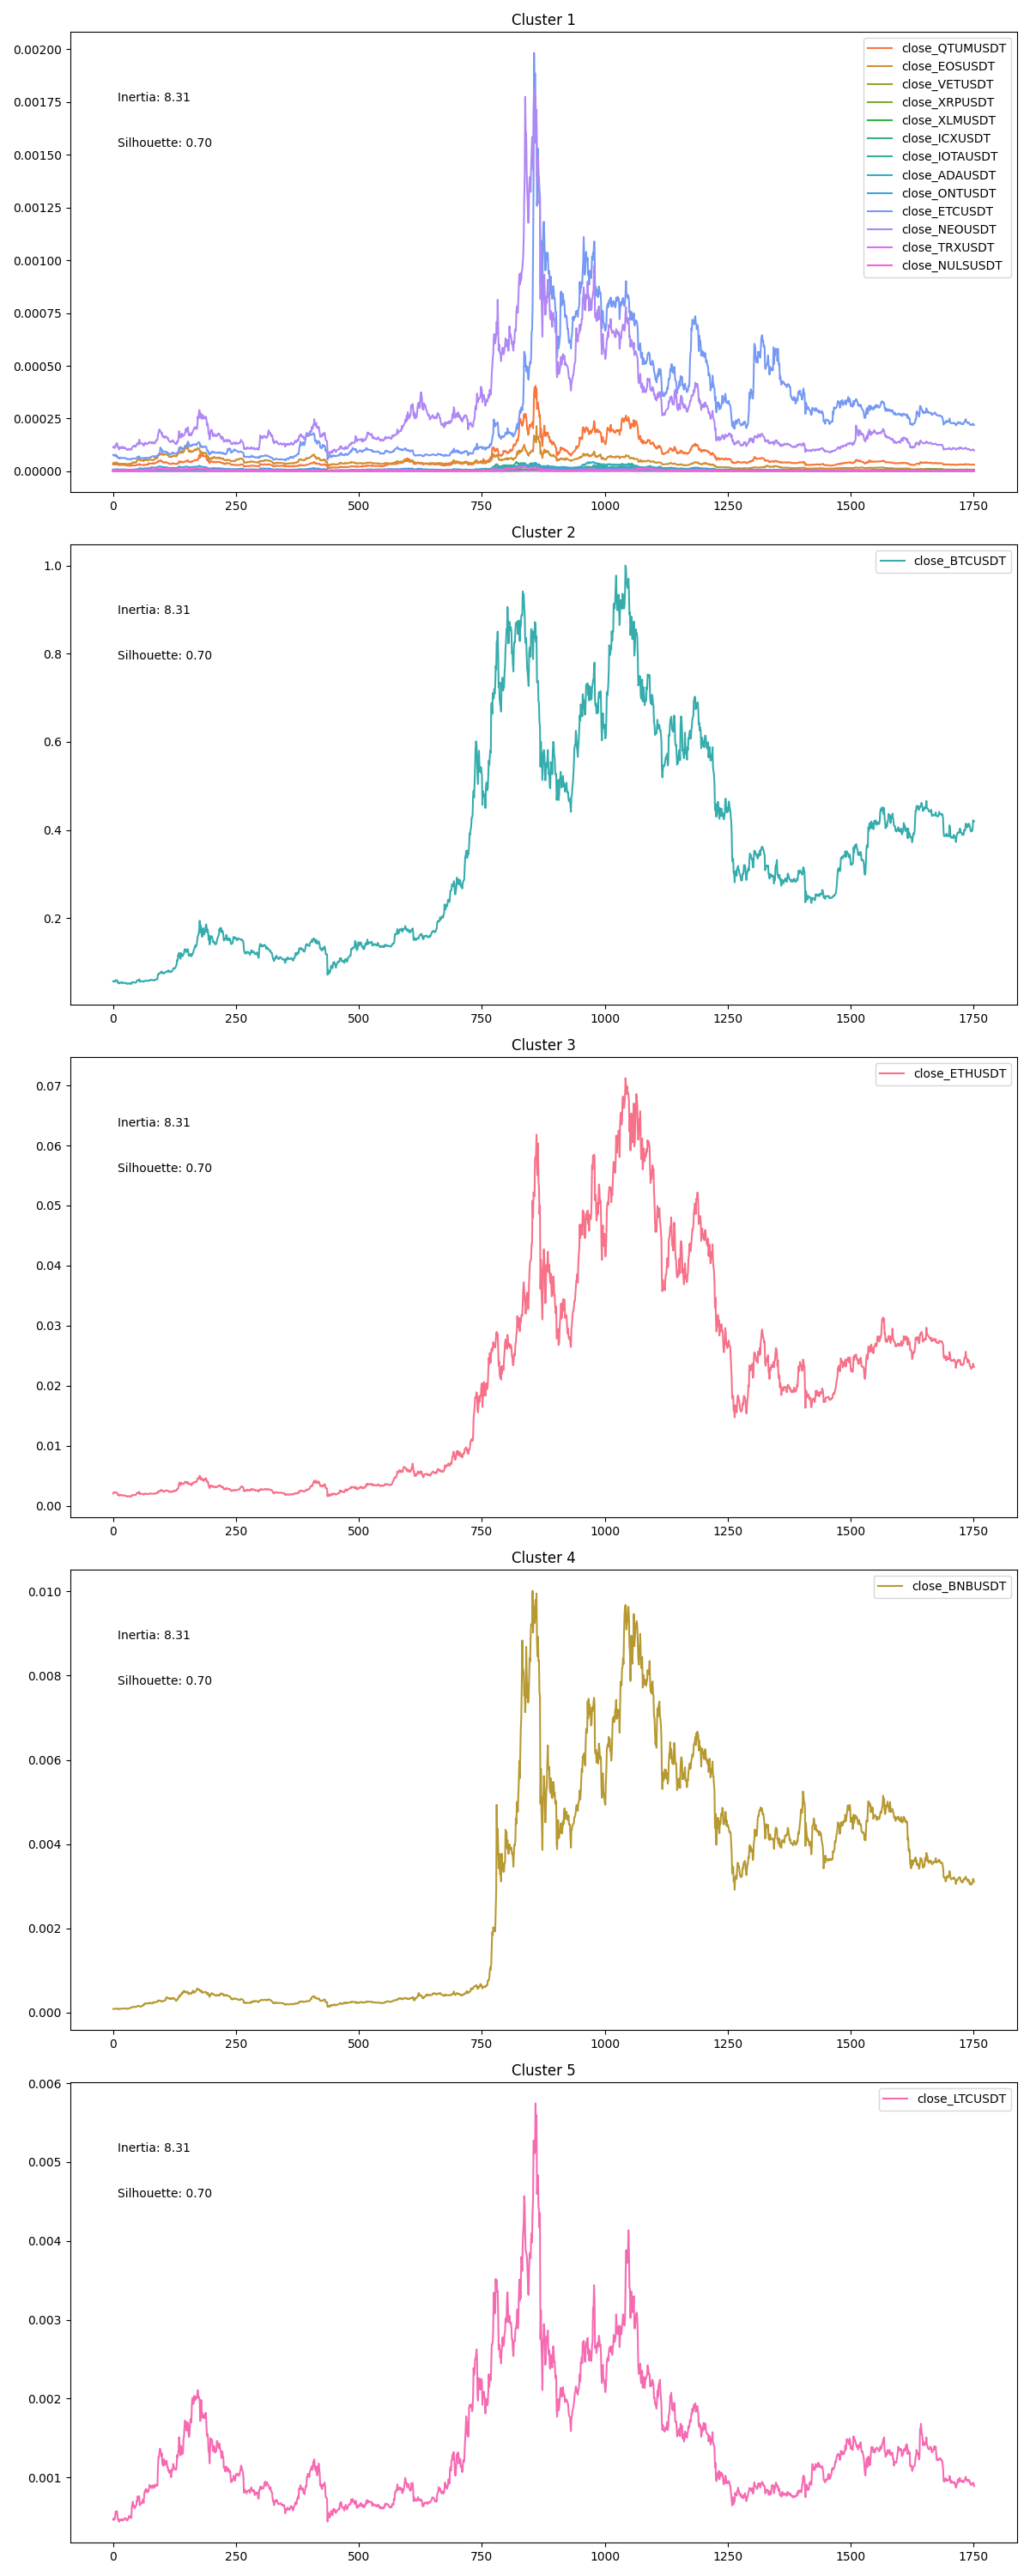 Cluster 1
0.00200
0.00175
0.00150
0.00125
0.00100
0.00075
0.00050
0.00025
0.00000
Inertia: 8.31
Silhouette: 0.70
close_QTUMUSDT
close_EOSUSDT
close_VETUSDT
close_XRPUSDT
close_XLMUSDT
close_ICXUSDT
close_IOTAUSDT
close_ADAUSDT
close_ONTUSDT
close_ETCUSDT
close_NEOUSDT
close_TRXUSDT
close_NULSUSDT
0 250 500 750 1000 1250 1500 1750
Cluster 2
1.0
0.8
0.6
0.4
0.2
Inertia: 8.31
Silhouette: 0.70
close_BTCUSDT
0 250 500 750 1000 1250 1500 1750
Cluster 3
0.07
0.06
0.05
0.04
0.03
0.02
0.01
0.00
Inertia: 8.31
Silhouette: 0.70
close_ETHUSDT
0 250 500 750 1000 1250 1500 1750
Cluster 4
0.010
0.008
0.006
0.004
0.002
0.000
Inertia: 8.31
Silhouette: 0.70
close_BNBUSDT
0 250 500 750 1000 1250 1500 1750
Cluster 5
0.006
0.005
0.004
0.003
0.002
0.001
Inertia: 8.31
Silhouette: 0.70
close_LTCUSDT
0 250 500 750 1000 1250 1500 1750